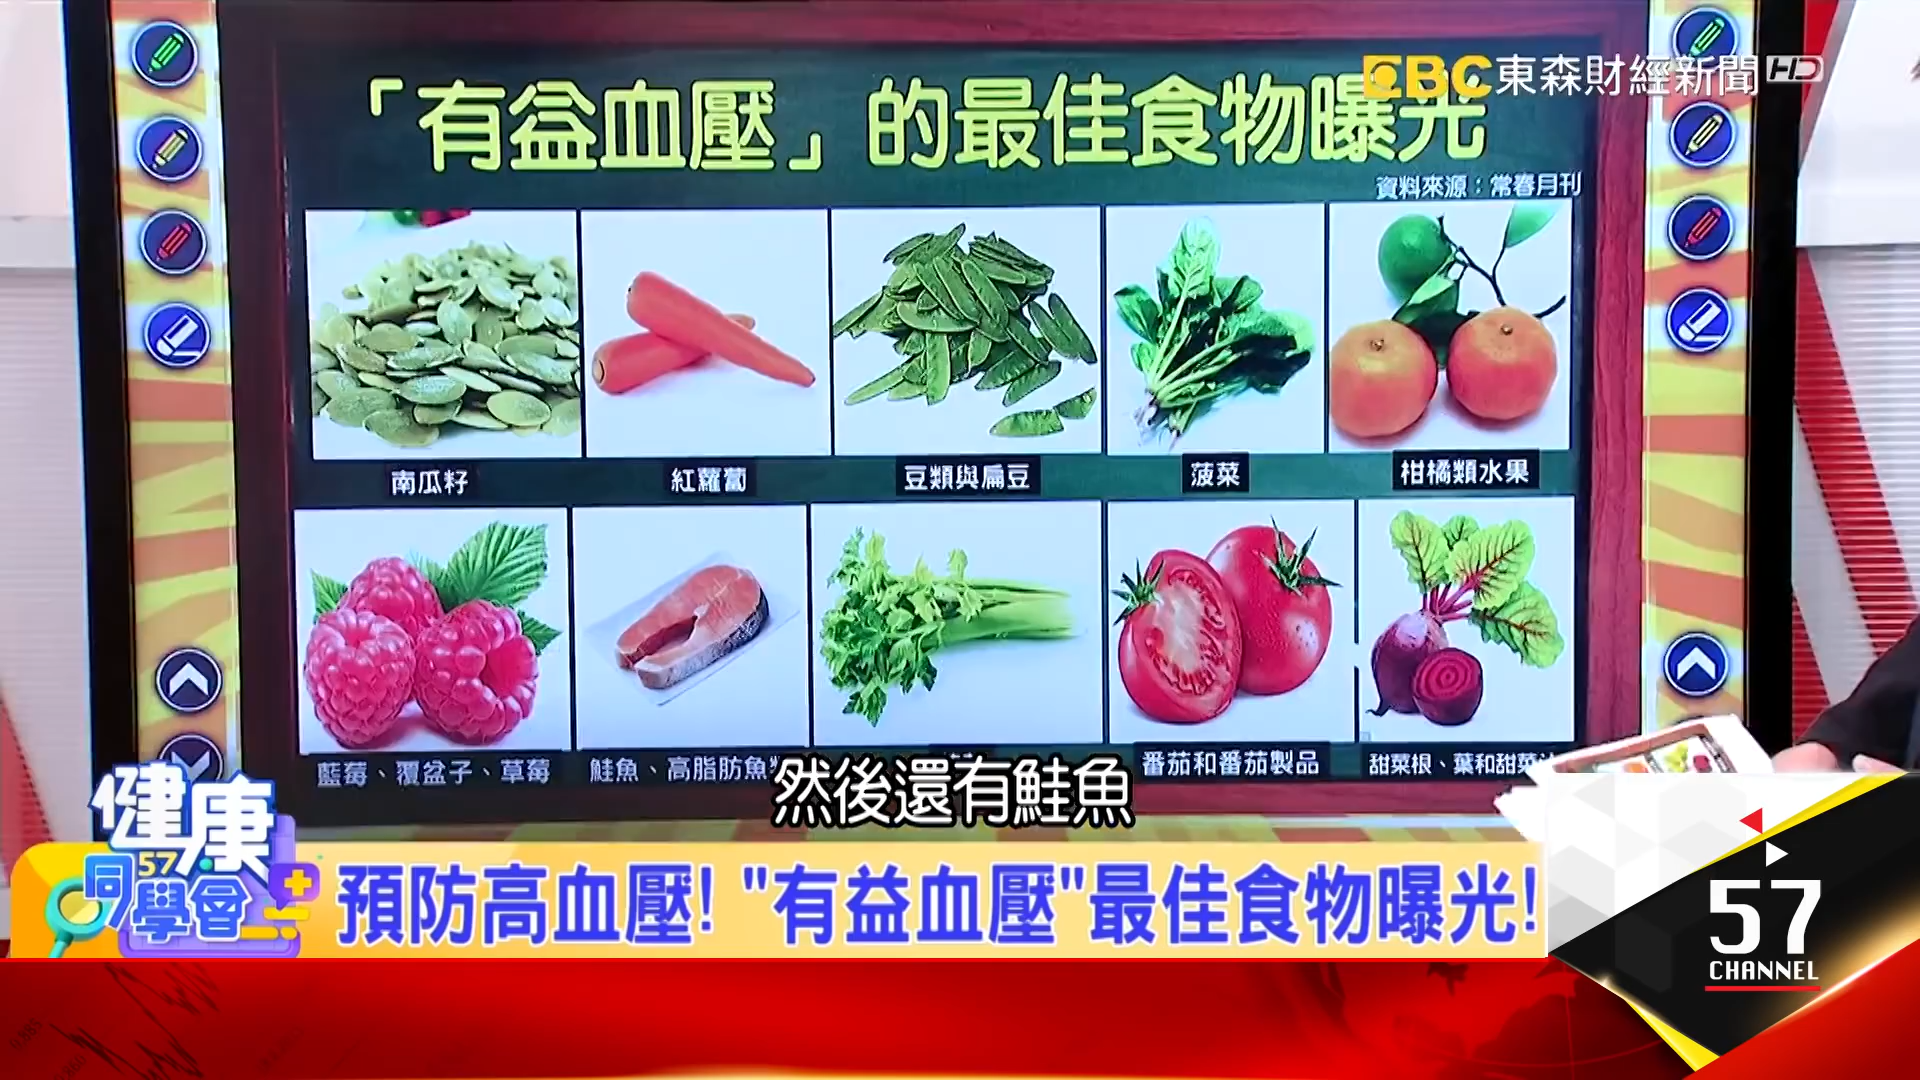 EBC東森財經新聞HD
「有益血壓」的最佳食物曝光
資料來源：常春月刊
南瓜籽
紅蘿蔔
豆類與扁豆
菠菜
柑橘類水果
藍莓、覆盆子、草莓
鮭魚、高脂肪魚
番茄和番茄製品
甜菜根、葉和甜菜
然後還有鮭魚
健康
57
同學會
預防高血壓! "有益血壓"最佳食物曝光!
57
CHANNEL